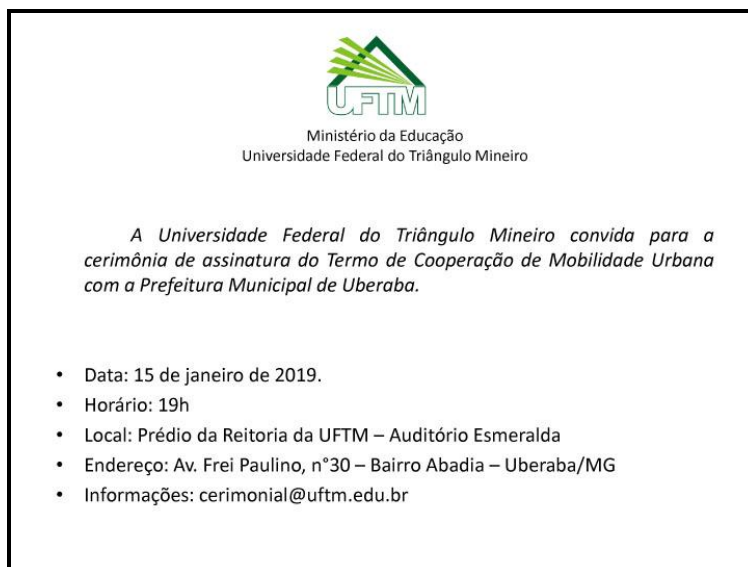 UFTM
Ministério da Educação
Universidade Federal do Triângulo Mineiro
A Universidade Federal do Triângulo Mineiro convida para a
cerimônia de assinatura do Termo de Cooperação de Mobilidade Urbana
com a Prefeitura Municipal de Uberaba.
• Data: 15 de janeiro de 2019.
• Horário: 19h
• Local: Prédio da Reitoria da UFTM – Auditório Esmeralda
• Endereço: Av. Frei Paulino, n°30 – Bairro Abadia – Uberaba/MG
• Informações: cerimonial@uftm.edu.br